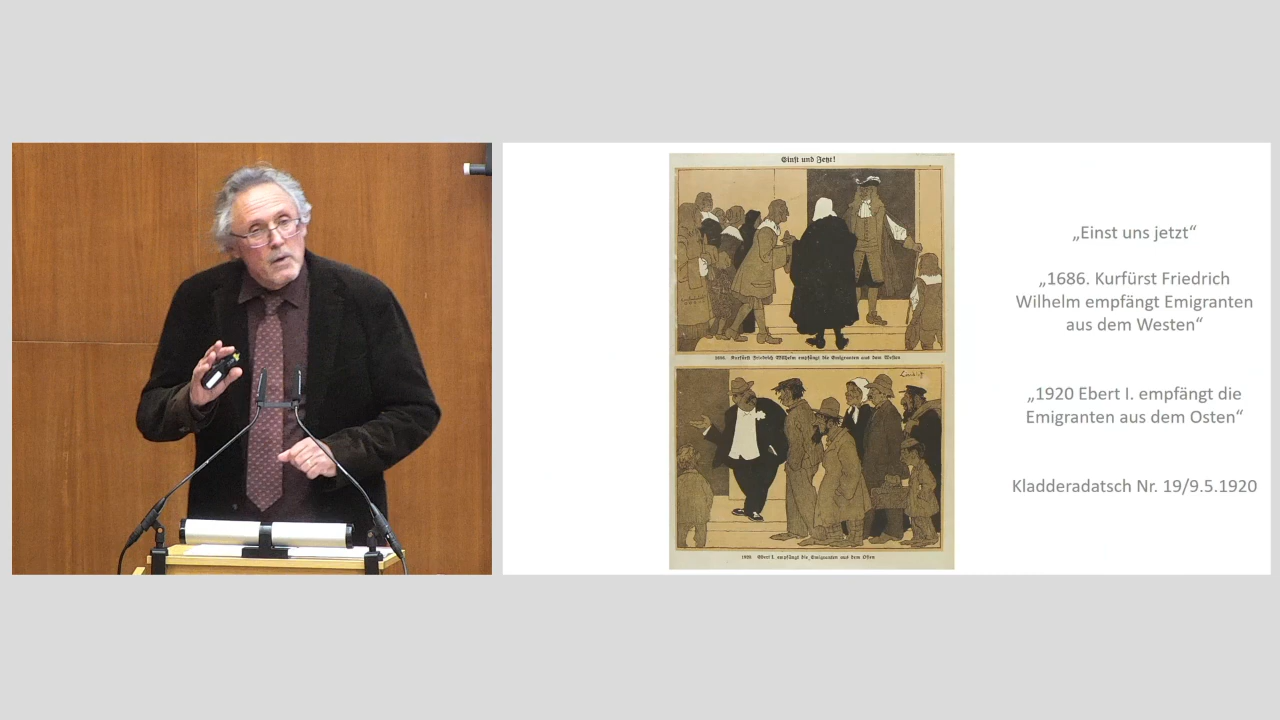 Einst und Jetzt!
1686. Kurfürst Friedrich Wilhelm empfängt die Emigranten aus dem Westen
1920. Ebert I. empfängt die Emigranten aus dem Osten
„Einst uns jetzt“
„1686. Kurfürst Friedrich
Wilhelm empfängt Emigranten
aus dem Westen“
„1920 Ebert I. empfängt die
Emigranten aus dem Osten“
Kladderadatsch Nr. 19/9.5.1920